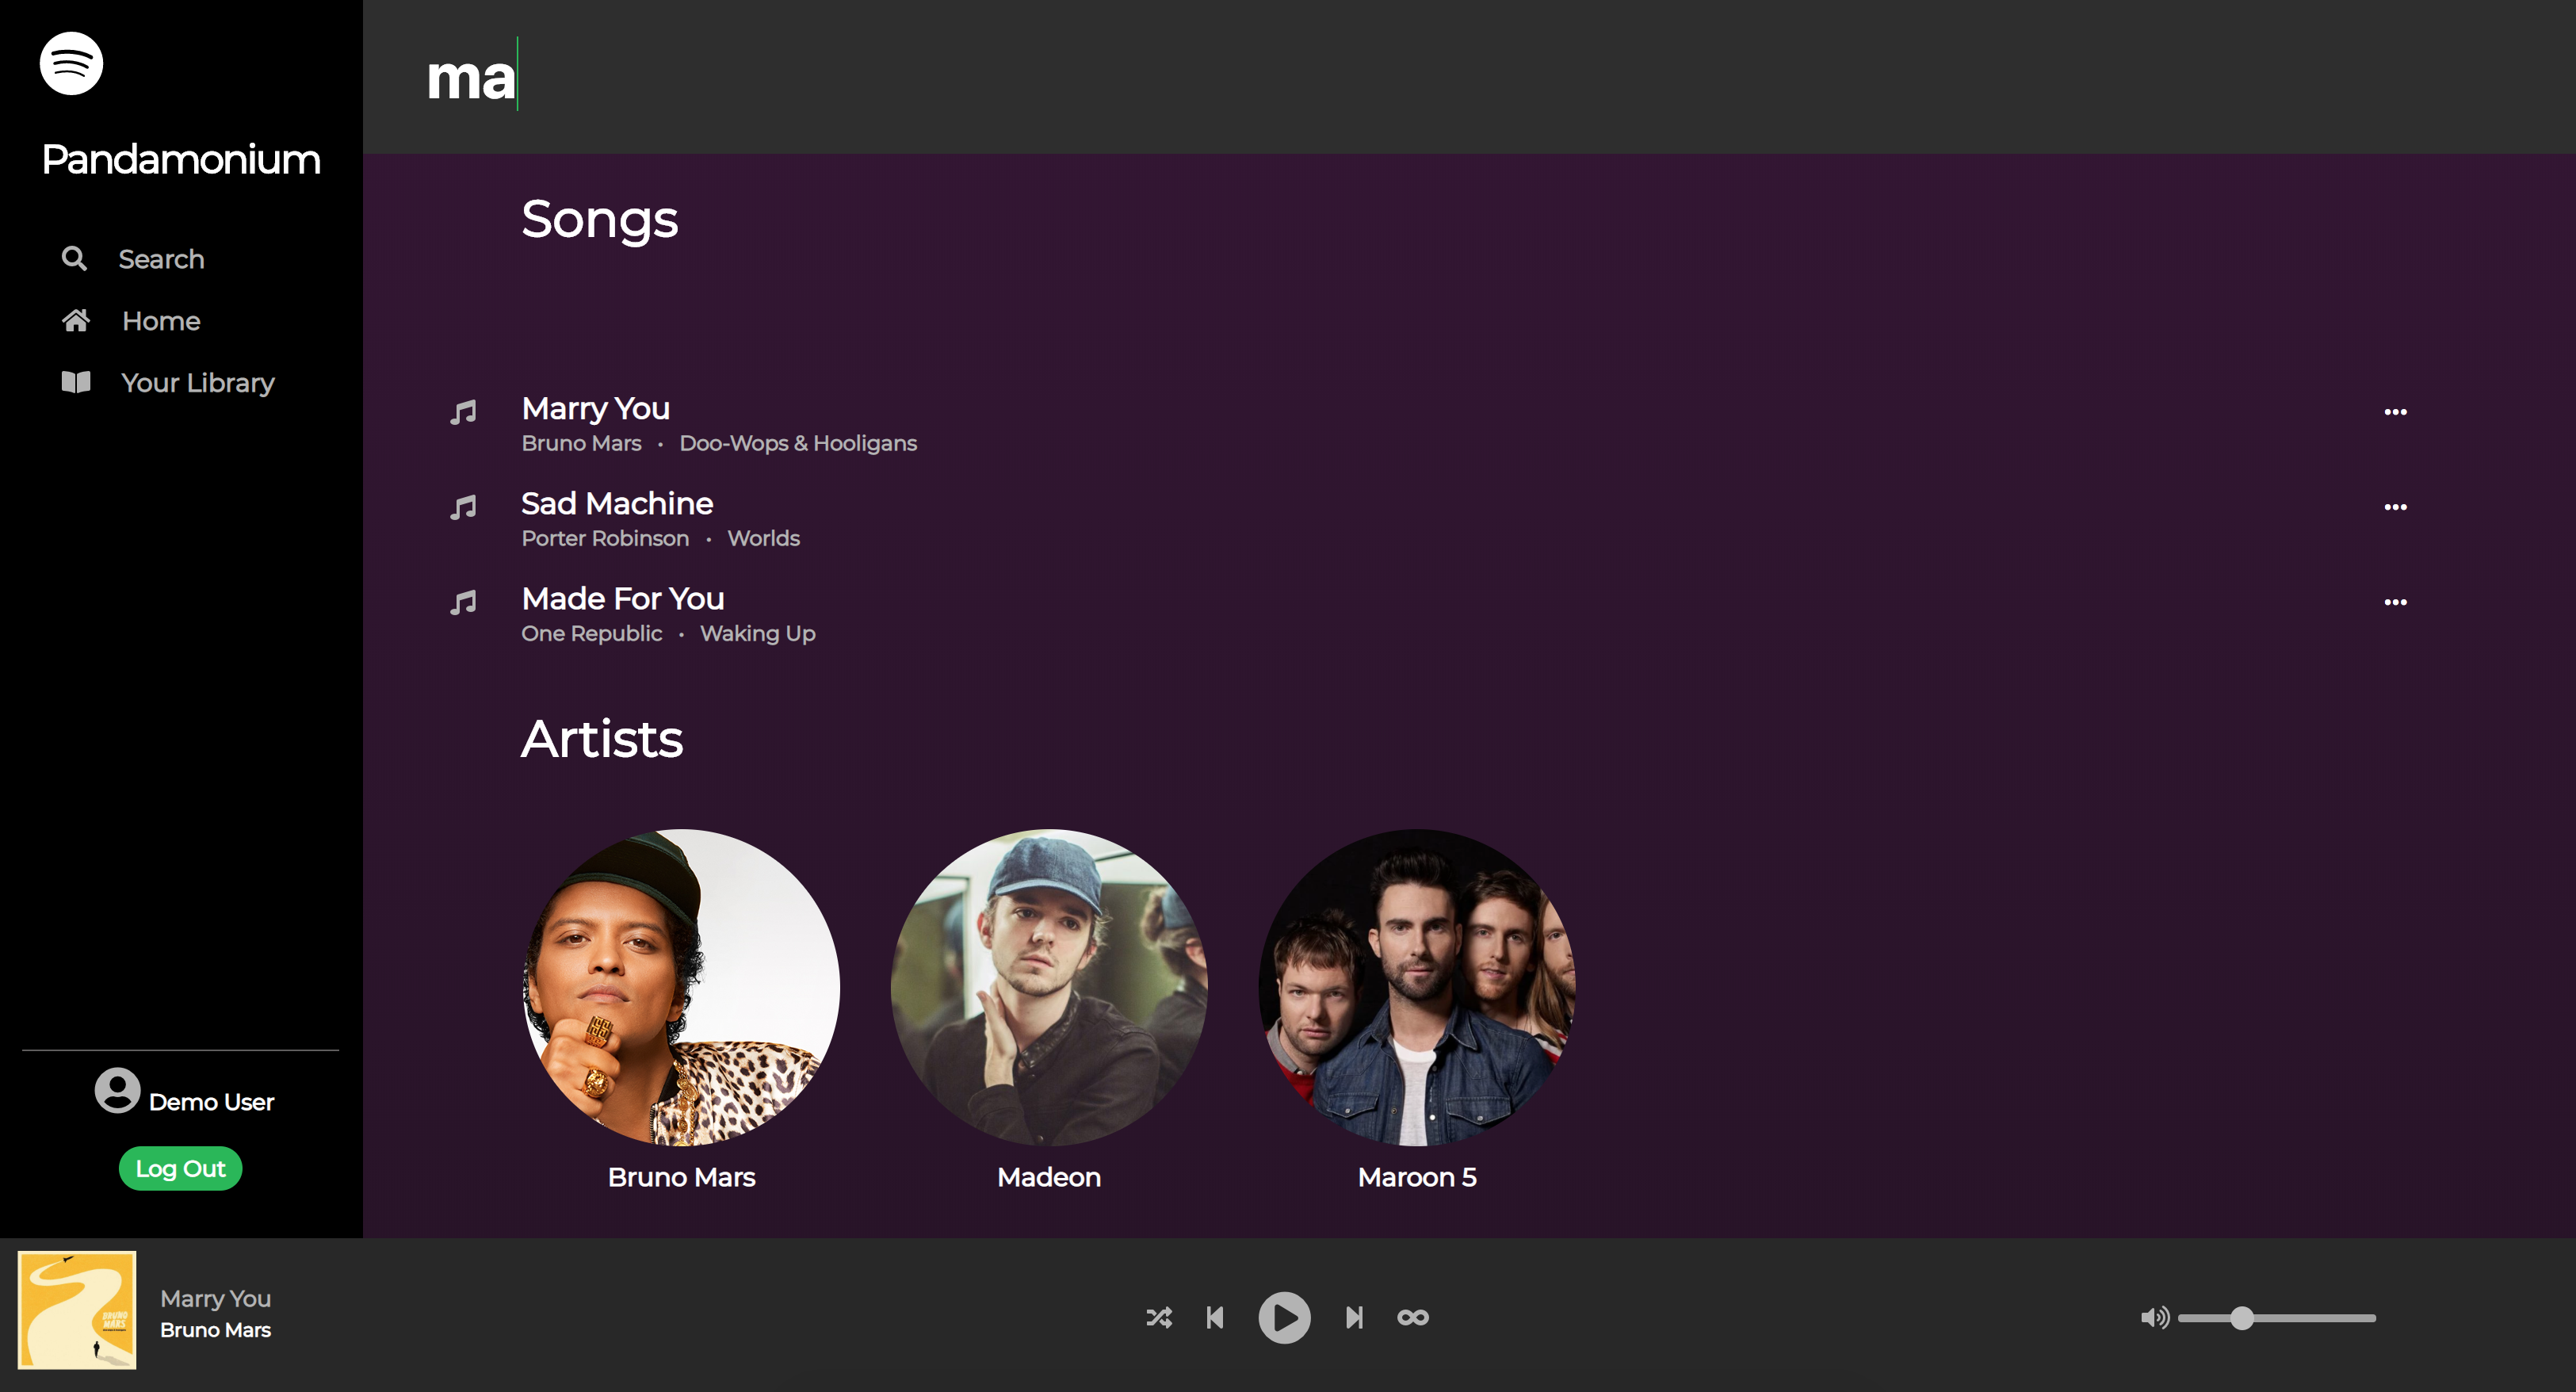 Pandamonium
Search
Home
Your Library
Demo User
Log Out
ma
Songs
Marry You
Bruno Mars • Doo-Wops & Hooligans
Sad Machine
Porter Robinson • Worlds
Made For You
One Republic • Waking Up
Artists
Bruno Mars
Madeon
Maroon 5
BRUNO
MARS
Marry You
Bruno Mars